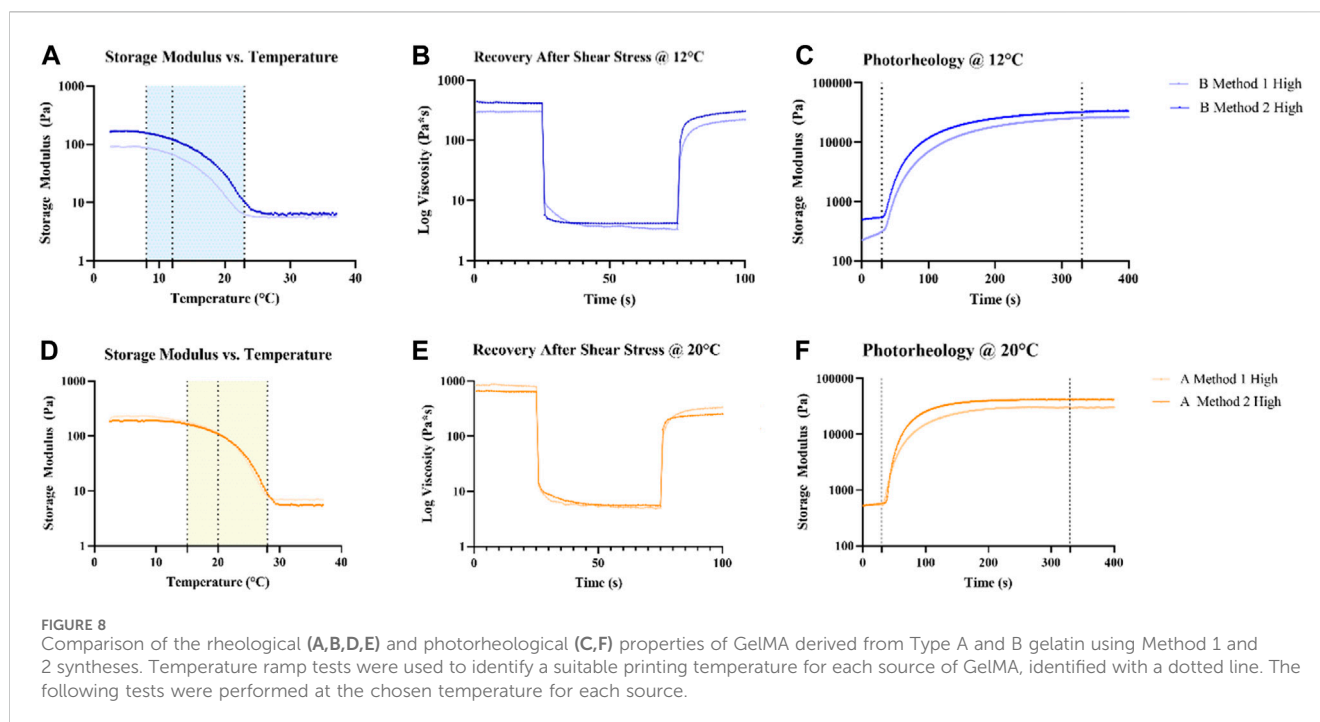 A
Storage Modulus vs. Temperature
Storage Modulus (Pa)
1000
100
10
1
0
10
20
30
40
Temperature (°C)
B
Recovery After Shear Stress @ 12°C
Log Viscosity (Pa*s)
1000
100
10
1
0
50
100
Time (s)
C
Photorheology @ 12°C
Storage Modulus (Pa)
100000
10000
1000
100
0
100
200
300
400
Time (s)
B Method 1 High
B Method 2 High
D
Storage Modulus vs. Temperature
Storage Modulus (Pa)
1000
100
10
1
0
10
20
30
40
Temperature (°C)
E
Recovery After Shear Stress @ 20°C
Log Viscosity (Pa*s)
1000
100
10
1
0
50
100
Time (s)
F
Photorheology @ 20°C
Storage Modulus (Pa)
100000
10000
1000
100
0
100
200
300
400
Time (s)
A Method 1 High
A Method 2 High
FIGURE 8
Comparison of the rheological (A,B,D,E) and photorheological (C,F) properties of GelMA derived from Type A and B gelatin using Method 1 and
2 syntheses. Temperature ramp tests were used to identify a suitable printing temperature for each source of GelMA, identified with a dotted line. The
following tests were performed at the chosen temperature for each source.